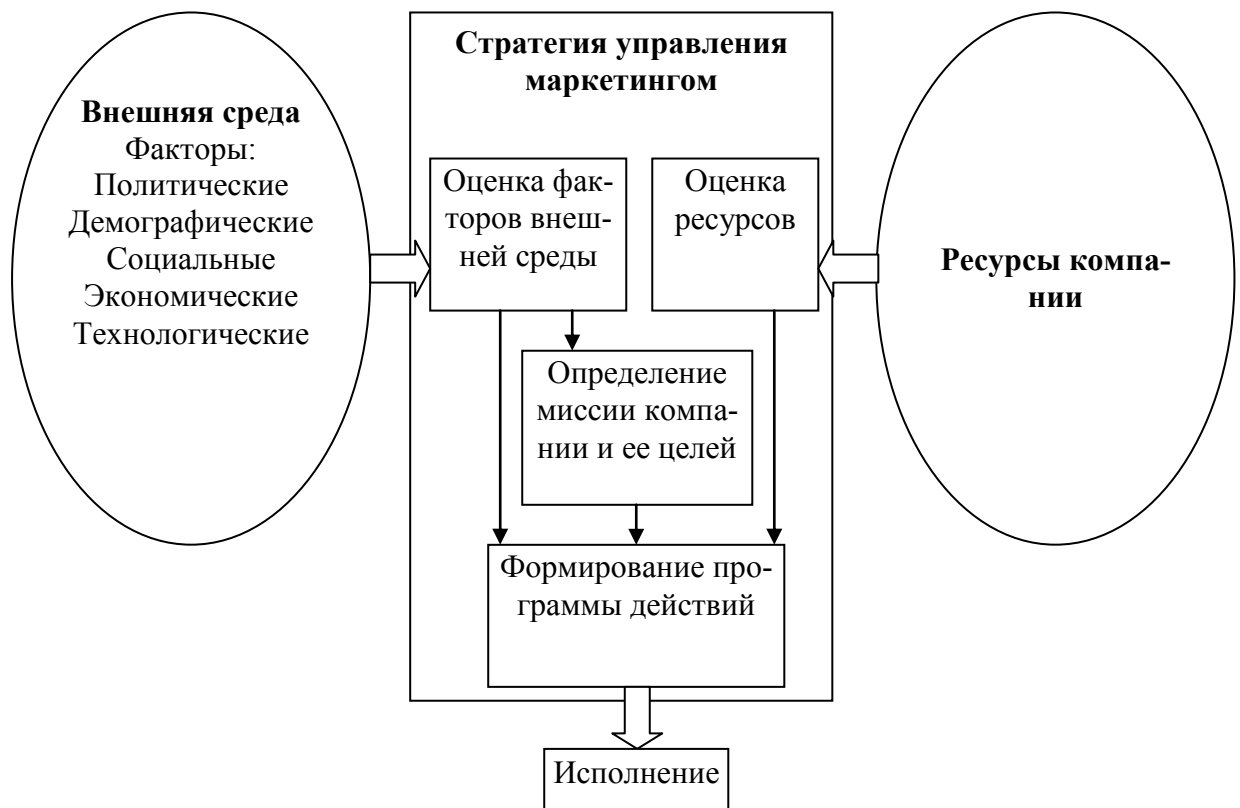 Стратегия управления
маркетингом
Внешняя среда
Факторы:
Политические
Демографические
Социальные
Экономические
Технологические
Оценка фак-
торов внеш-
ней среды
Оценка
ресурсов
Ресурсы компа-
нии
Определение
миссии компа-
нии и ее целей
Формирование про-
граммы действий
Исполнение